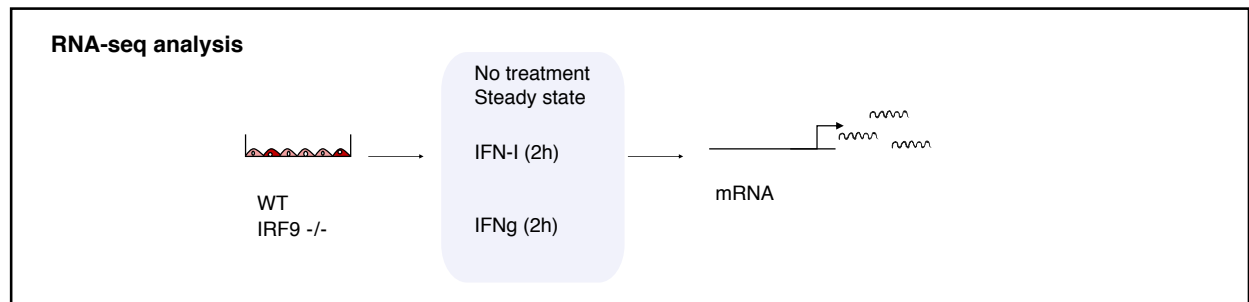 RNA-seq analysis
No treatment
Steady state
IFN-I (2h)
IFNg (2h)
WT
IRF9 -/-
mRNA